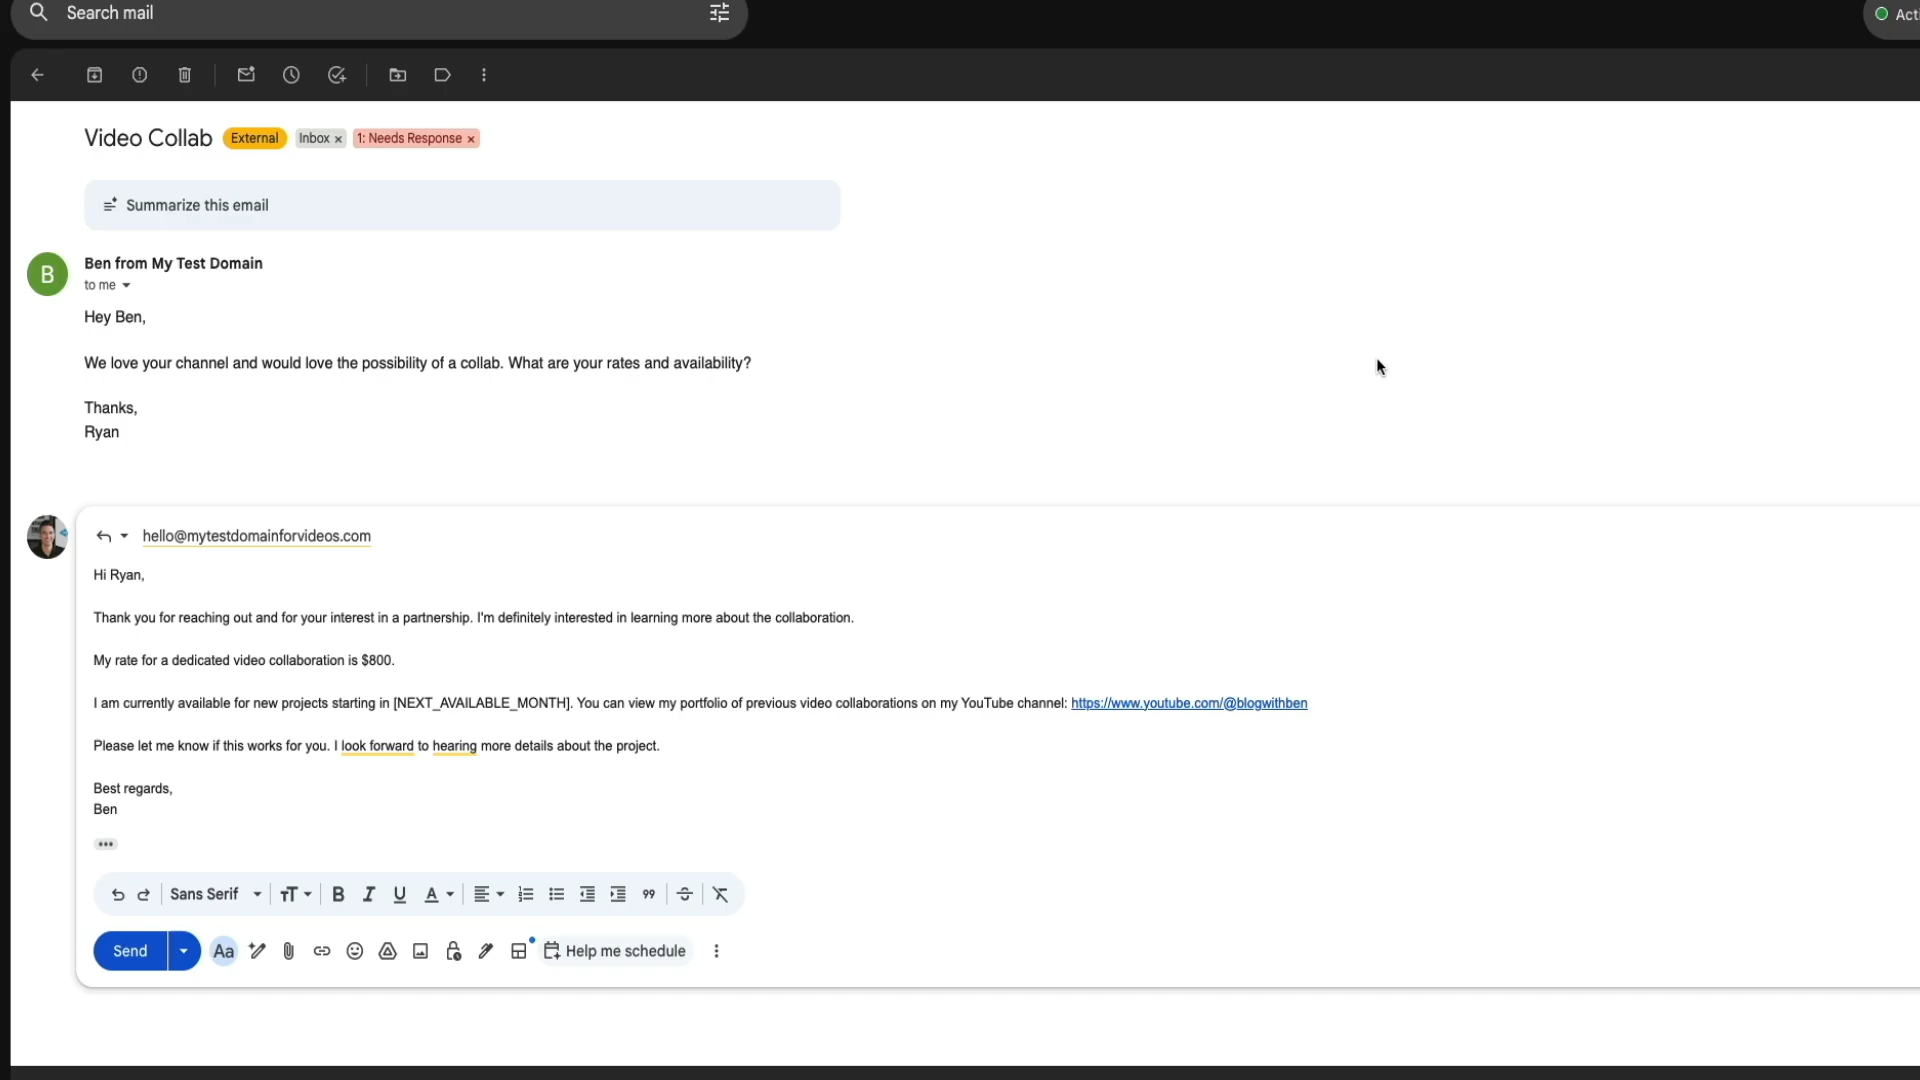 Search mail
Video Collab External Inbox × 1: Needs Response ×
Summarize this email
B
Ben from My Test Domain
to me
Hey Ben,
We love your channel and would love the possibility of a collab. What are your rates and availability?
Thanks,
Ryan
hello@mytestdomainforvideos.com
Hi Ryan,
Thank you for reaching out and for your interest in a partnership. I'm definitely interested in learning more about the collaboration.
My rate for a dedicated video collaboration is $800.
I am currently available for new projects starting in [NEXT_AVAILABLE_MONTH]. You can view my portfolio of previous video collaborations on my YouTube channel: https://www.youtube.com/@blogwithben
Please let me know if this works for you. I look forward to hearing more details about the project.
Best regards,
Ben
Sans Serif
Send Aa Help me schedule